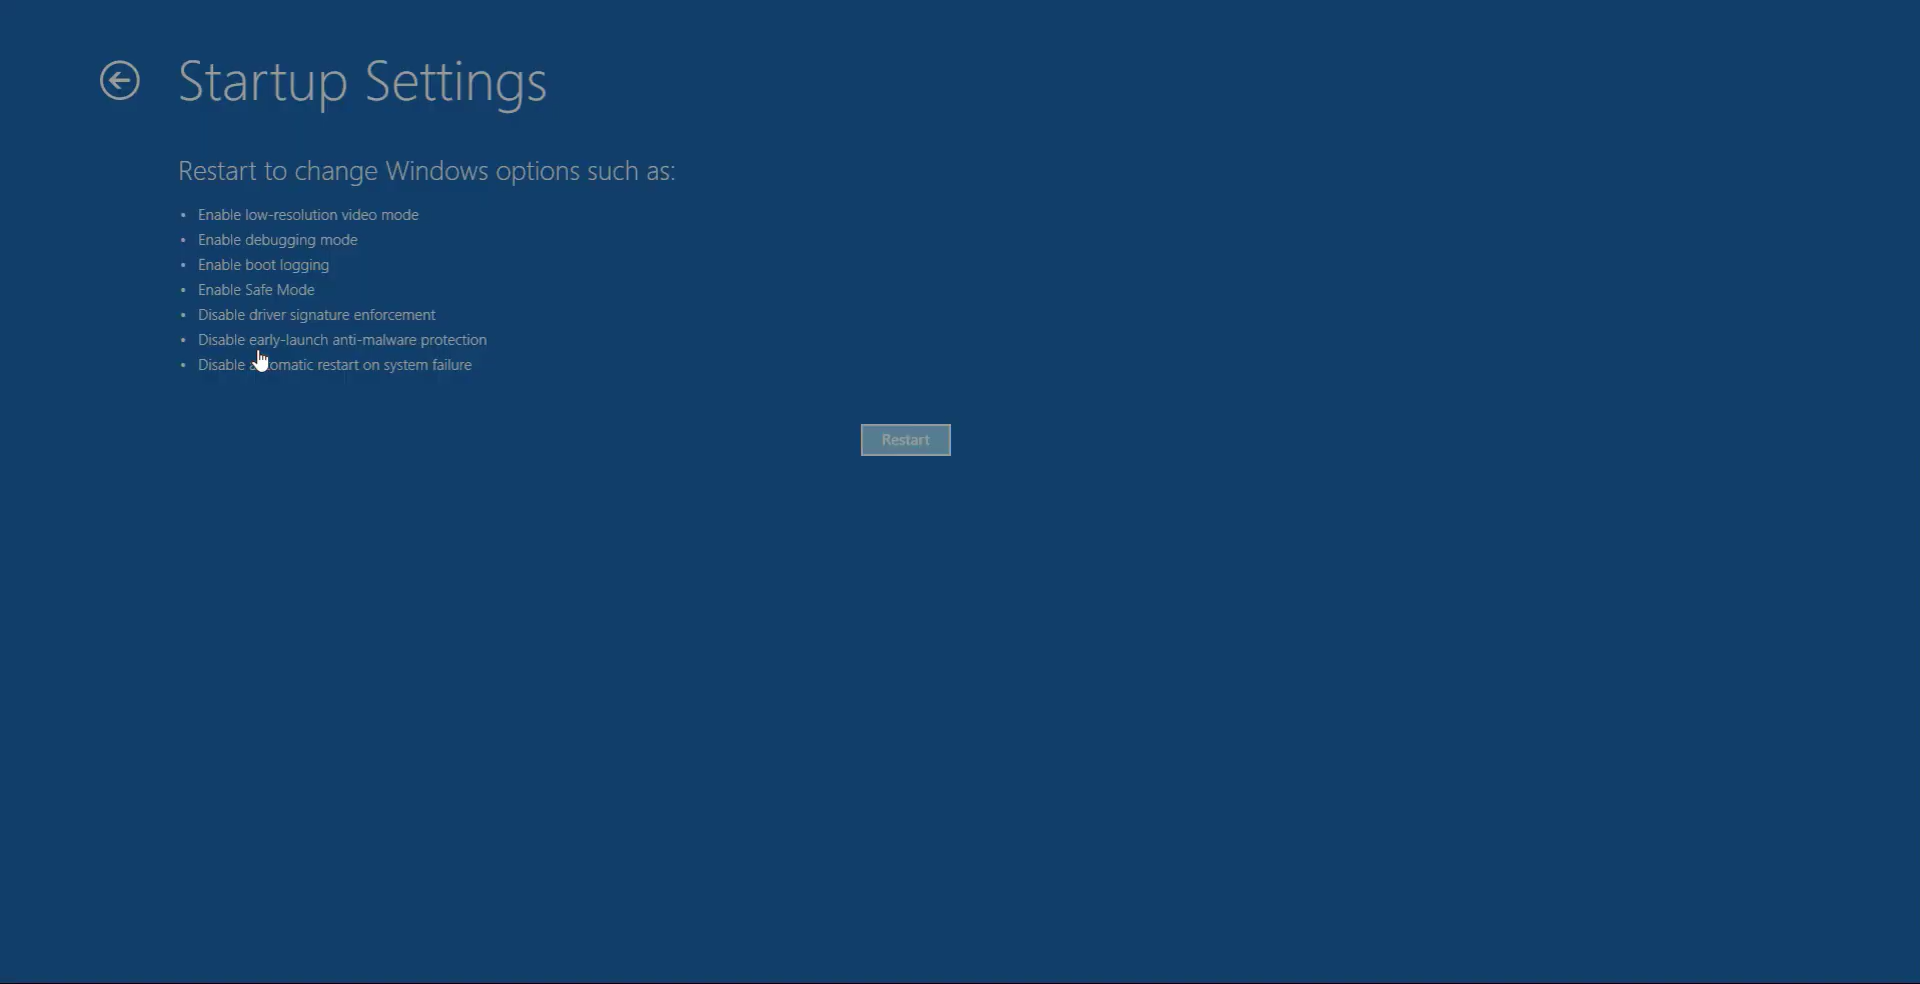 Startup Settings
Restart to change Windows options such as:
• Enable low-resolution video mode
• Enable debugging mode
• Enable boot logging
• Enable Safe Mode
• Disable driver signature enforcement
• Disable early-launch anti-malware protection
• Disable automatic restart on system failure
Restart